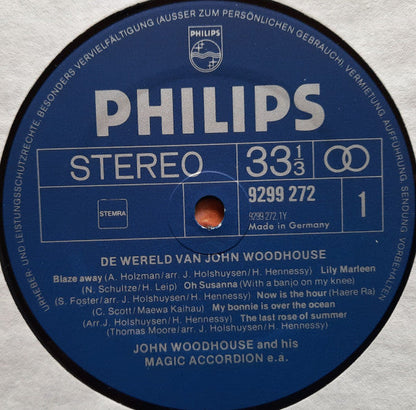 URHEBER- UND LEISTUNGSSCHUTZRECHTE, BESONDERS VERVIELFÄLTIGUNG (AUSSER ZUM PERSÖNLICHEN GEBRAUCH) VERMIETUNG AUFFÜHRUNG, SENDUNG VORBEHALTEN!
PHILIPS
PHILIPS
STEREO
33 1/3
STEMRA
9299 272
9299 272 1Y
Made in Germany
1
DE WERELD VAN JOHN WOODHOUSE
Blaze away (A. Holzman/arr. J. Holshuysen/H. Hennessy) Lily Marleen
(N. Schultze/H. Leip) Oh Susanna (With a banjo on my knee)
(S. Foster/arr. J. Holshuysen/H. Hennessy) Now is the hour (Haere Ra)
(C. Scott/Maewa Kaihau) My bonnie is over the ocean
(Arr. J. Holshuysen/H. Hennessy) The last rose of summer
(Thomas Moore/arr. J. Holshuysen/H. Hennessy)
JOHN WOODHOUSE and his
MAGIC ACCORDION e.a.